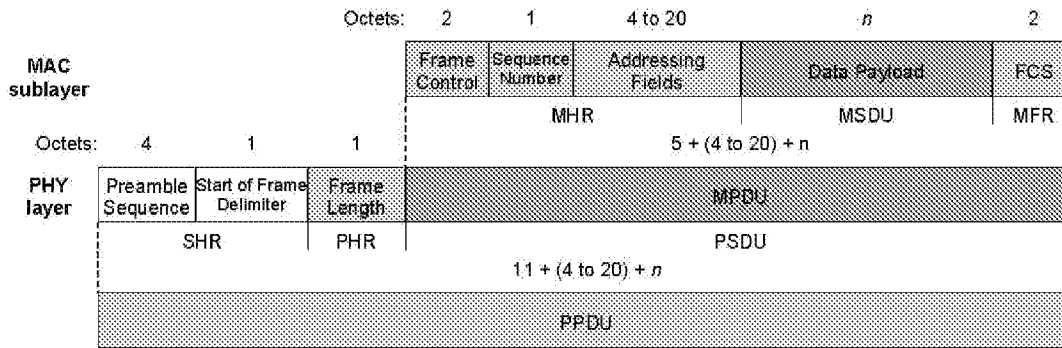 Octets: 2 1 4 to 20 n 2
MAC sublayer
Frame Control
Sequence Number
Addressing Fields
Data Payload
FCS
MHR MSDU MFR
Octets: 4 1 1 5 + (4 to 20) + n
PHY layer
Preamble Sequence
Start of Frame Delimiter
Frame Length
MPDU
SHR PHR PSDU
11 + (4 to 20) + n
PPDU